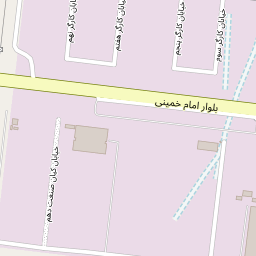 خیابان کارگر سوم
خیابان کارگر پنجم
خیابان کارگر هفتم
خیابان کارگر نهم
بلوار امام خمینی
خیابان کیان صنعت دهم